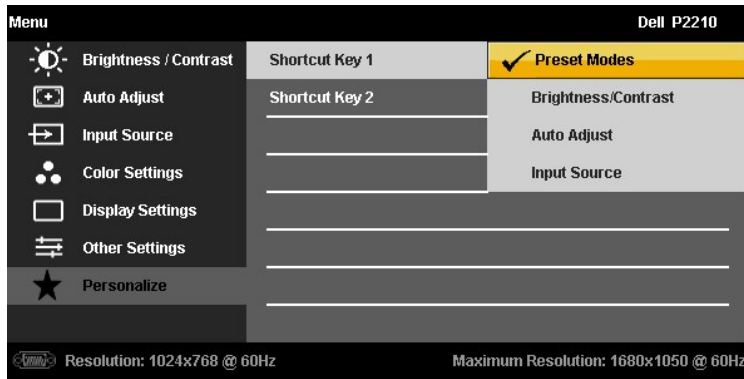 Menu Dell P2210
Brightness / Contrast Shortcut Key 1 Preset Modes
Auto Adjust Shortcut Key 2 Brightness/Contrast
Input Source Auto Adjust
Color Settings Input Source
Display Settings
Other Settings
Personalize
Resolution: 1024x768 @ 60Hz Maximum Resolution: 1680x1050 @ 60Hz